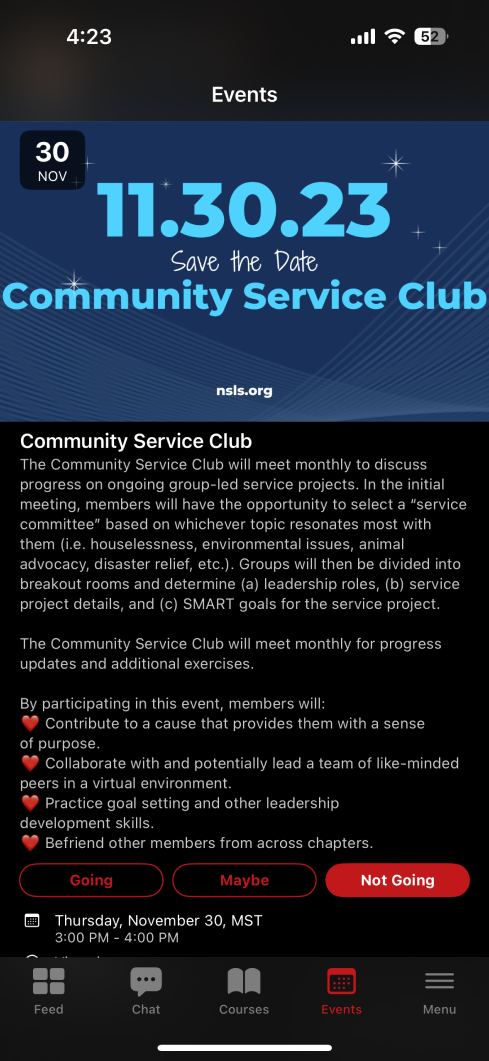 4:23
52
Events
30
NOV
11.30.23
Save the Date
Community Service Club
nsls.org
Community Service Club
The Community Service Club will meet monthly to discuss
progress on ongoing group-led service projects. In the initial
meeting, members will have the opportunity to select a “service
committee” based on whichever topic resonates most with
them (i.e. houselessness, environmental issues, animal
advocacy, disaster relief, etc.). Groups will then be divided into
breakout rooms and determine (a) leadership roles, (b) service
project details, and (c) SMART goals for the service project.
The Community Service Club will meet monthly for progress
updates and additional exercises.
By participating in this event, members will:
❤️ Contribute to a cause that provides them with a sense
of purpose.
❤️ Collaborate with and potentially lead a team of like-minded
peers in a virtual environment.
❤️ Practice goal setting and other leadership
development skills.
❤️ Befriend other members from across chapters.
Going
Maybe
Not Going
Thursday, November 30, MST
3:00 PM - 4:00 PM
Feed
Chat
Courses
Events
Menu